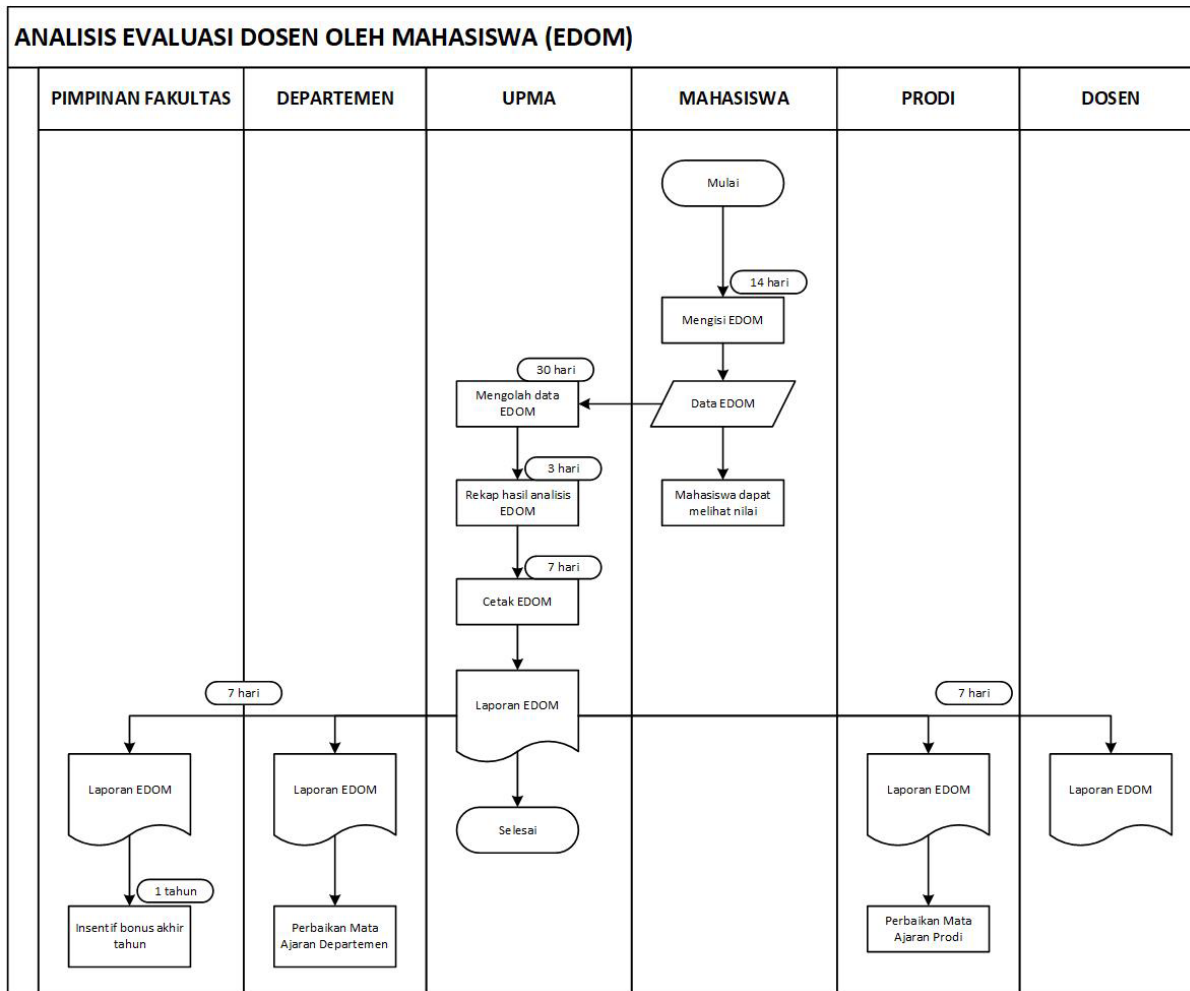 ANALISIS EVALUASI DOSEN OLEH MAHASISWA (EDOM)
PIMPINAN FAKULTAS
DEPARTEMEN
UPMA
MAHASISWA
PRODI
DOSEN
Mulai
14 hari
Mengisi EDOM
30 hari
Mengolah data
EDOM
Data EDOM
3 hari
Rekap hasil analisis
EDOM
Mahasiswa dapat
melihat nilai
7 hari
Cetak EDOM
7 hari
Laporan EDOM
7 hari
Laporan EDOM
Laporan EDOM
Laporan EDOM
Laporan EDOM
Selesai
1 tahun
Insentif bonus akhir
tahun
Perbaikan Mata
Ajaran Departemen
Perbaikan Mata
Ajaran Prodi